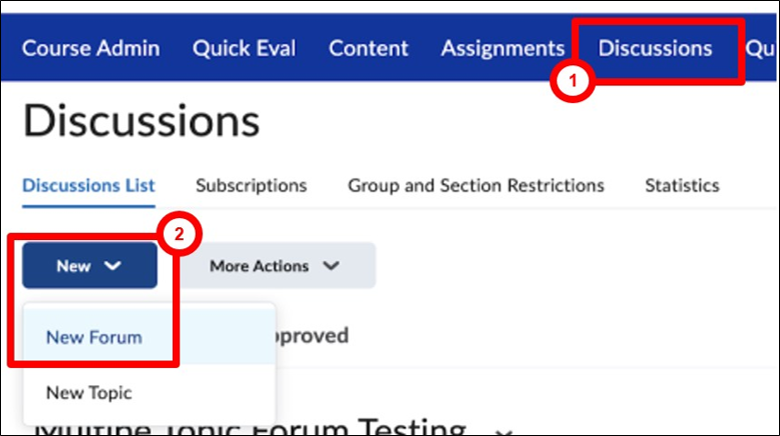 Course Admin Quick Eval Content Assignments Discussions Qu
1
Discussions
Discussions List Subscriptions Group and Section Restrictions Statistics
2
New More Actions
New Forum pproved
New Topic
Multiple Topic Forum Testing